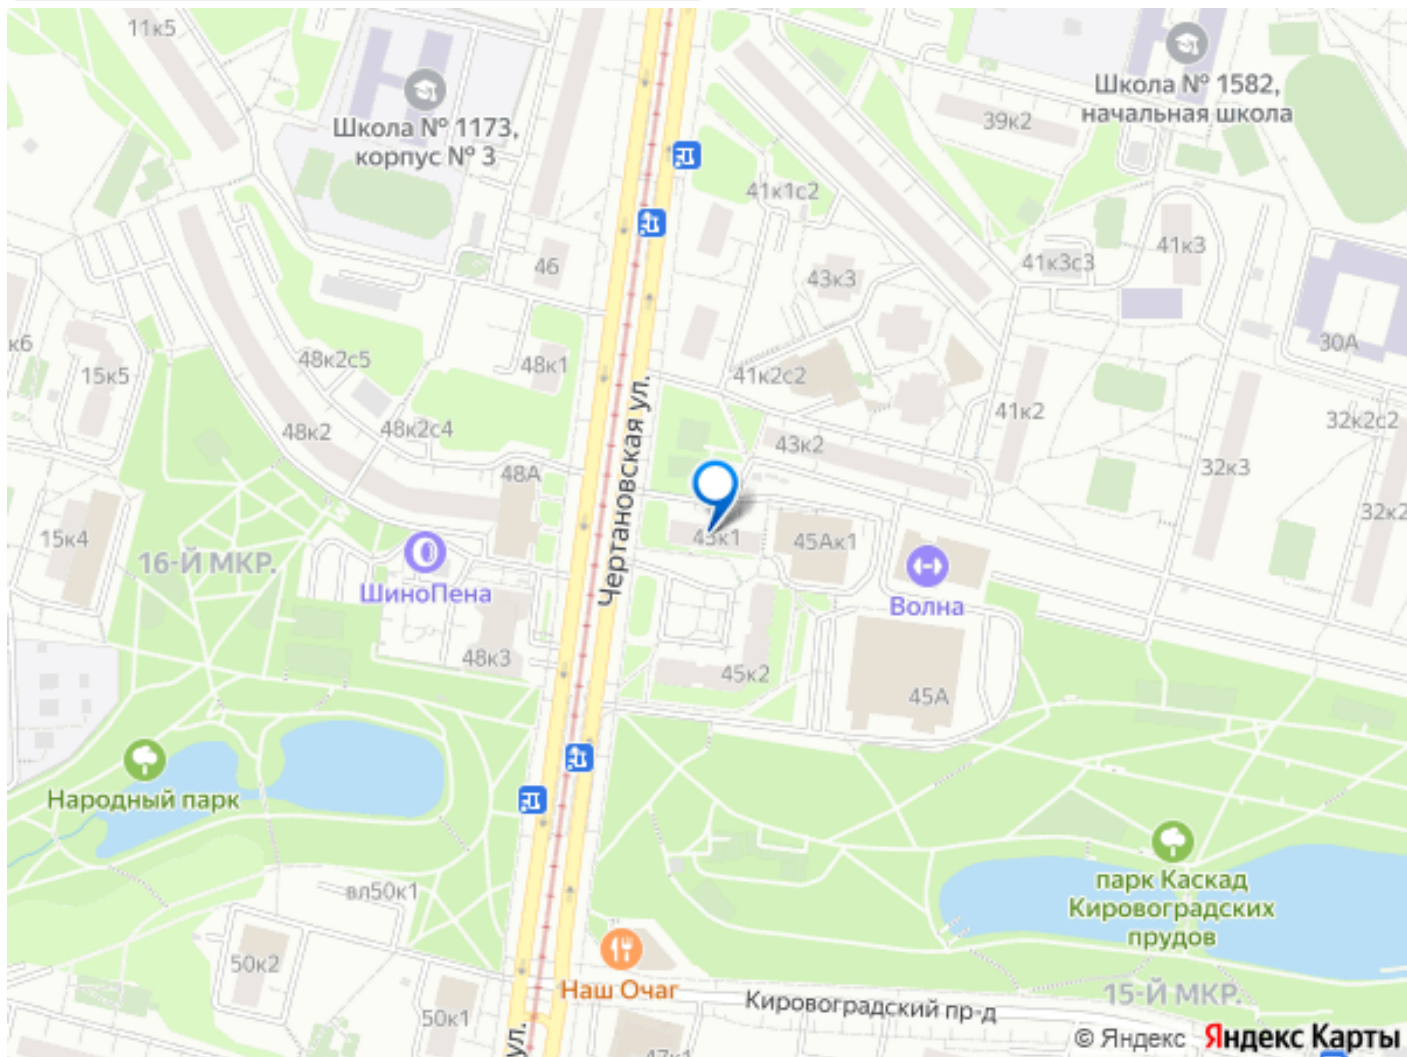 11к5
Школа № 1173,
корпус № 3
Школа № 1582,
начальная школа
39к2
41к1с2
46
43к3
41к3
41к3с3
30А
к6
15к5
48к2с5
48к1
41к2с2
48к2
48к2с4
Чертановская ул.
43к2
41к2
32к2с2
32к3
48А
32к2
15к4
16-Й МКР.
ШиноПена
43к1
45Ак1
Волна
48к3
45к2
45А
Народный парк
вл50к1
парк Каскад
Кировоградских
прудов
50к2
Наш Очаг
50к1
ул.
Кировоградский пр-д
15-Й МКР.
47к1
© Яндекс Яндекс Карты